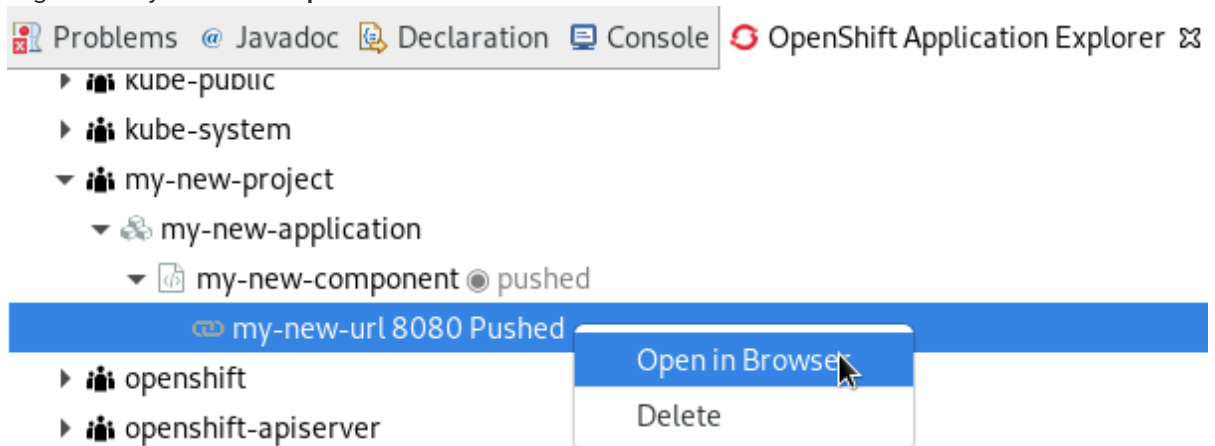 Problems @ Javadoc Declaration Console OpenShift Application Explorer
kube-public
kube-system
my-new-project
my-new-application
my-new-component pushed
my-new-url 8080 Pushed
Open in Browser
openshift
Delete
openshift-apiserver